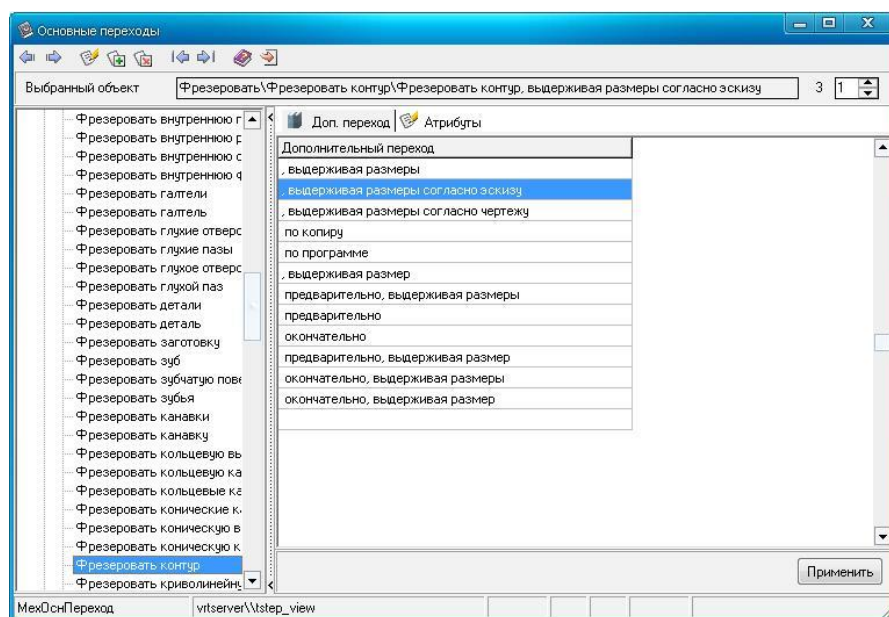 Основные переходы
Выбранный объект
Фрезеровать\Фрезеровать контур\Фрезеровать контур, выдерживая размеры согласно эскизу
3
1
Фрезеровать внутреннюю г
Фрезеровать внутреннюю р
Фрезеровать внутреннюю с
Фрезеровать внутреннюю ф
Фрезеровать галтели
Фрезеровать галтель
Фрезеровать глухие отверс
Фрезеровать глухие пазы
Фрезеровать глухое отверс
Фрезеровать глухой паз
Фрезеровать детали
Фрезеровать деталь
Фрезеровать заготовку
Фрезеровать зуб
Фрезеровать зубчатую пове
Фрезеровать зубья
Фрезеровать канавки
Фрезеровать канавку
Фрезеровать кольцевую вы
Фрезеровать кольцевую ка
Фрезеровать кольцевые ка
Фрезеровать конические к
Фрезеровать коническую в
Фрезеровать коническую к
Фрезеровать контур
Фрезеровать криволинейн
Доп. переход
Атрибуты
Дополнительный переход
, выдерживая размеры
, выдерживая размеры согласно эскизу
, выдерживая размеры согласно чертежу
по копиру
по программе
, выдерживая размер
предварительно, выдерживая размеры
предварительно
окончательно
предварительно, выдерживая размер
окончательно, выдерживая размеры
окончательно, выдерживая размер
Применить
МехОснПереход
vrtserver\\tstep_view